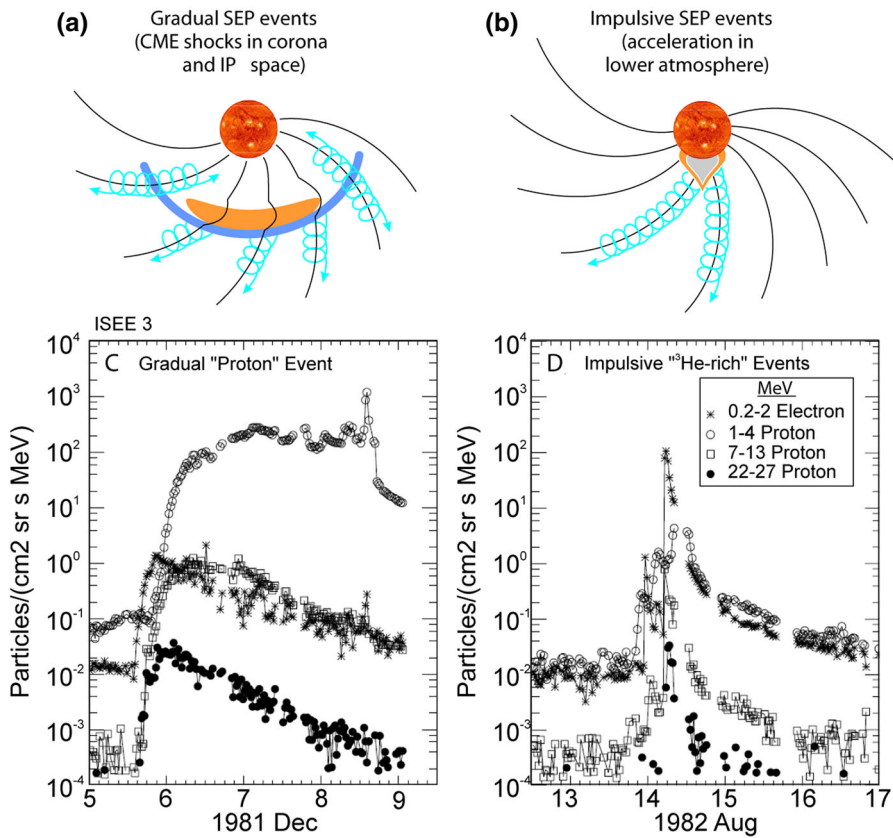 (a)
Gradual SEP events
(CME shocks in corona
and IP space)
(b)
Impulsive SEP events
(acceleration in
lower atmosphere)
ISEE 3
C Gradual "Proton" Event
Particles/(cm2 sr s MeV)
10^4
10^3
10^2
10^1
10^0
10^-1
10^-2
10^-3
10^-4
5 6 7 8 9
1981 Dec
D Impulsive "³He-rich" Events
MeV
0.2-2 Electron
1-4 Proton
7-13 Proton
22-27 Proton
Particles/(cm2 sr s MeV)
10^4
10^3
10^2
10^1
10^0
10^-1
10^-2
10^-3
10^-4
13 14 15 16 17
1982 Aug